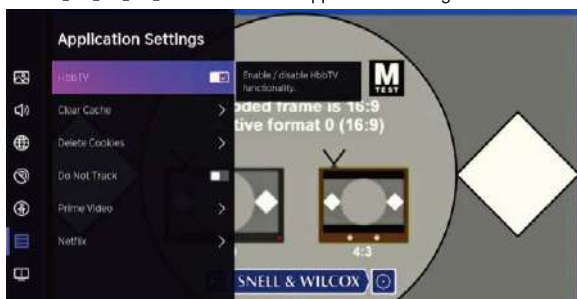 Application Settings
HbbTV
Enable / disable HbbTV
functionality.
M
TEST
Clear Cache
oded frame is 16:9
tive format 0 (16:9)
Delete Cookies
Do Not Track
Prime Video
Netflix
4:3
SNELL & WILCOX